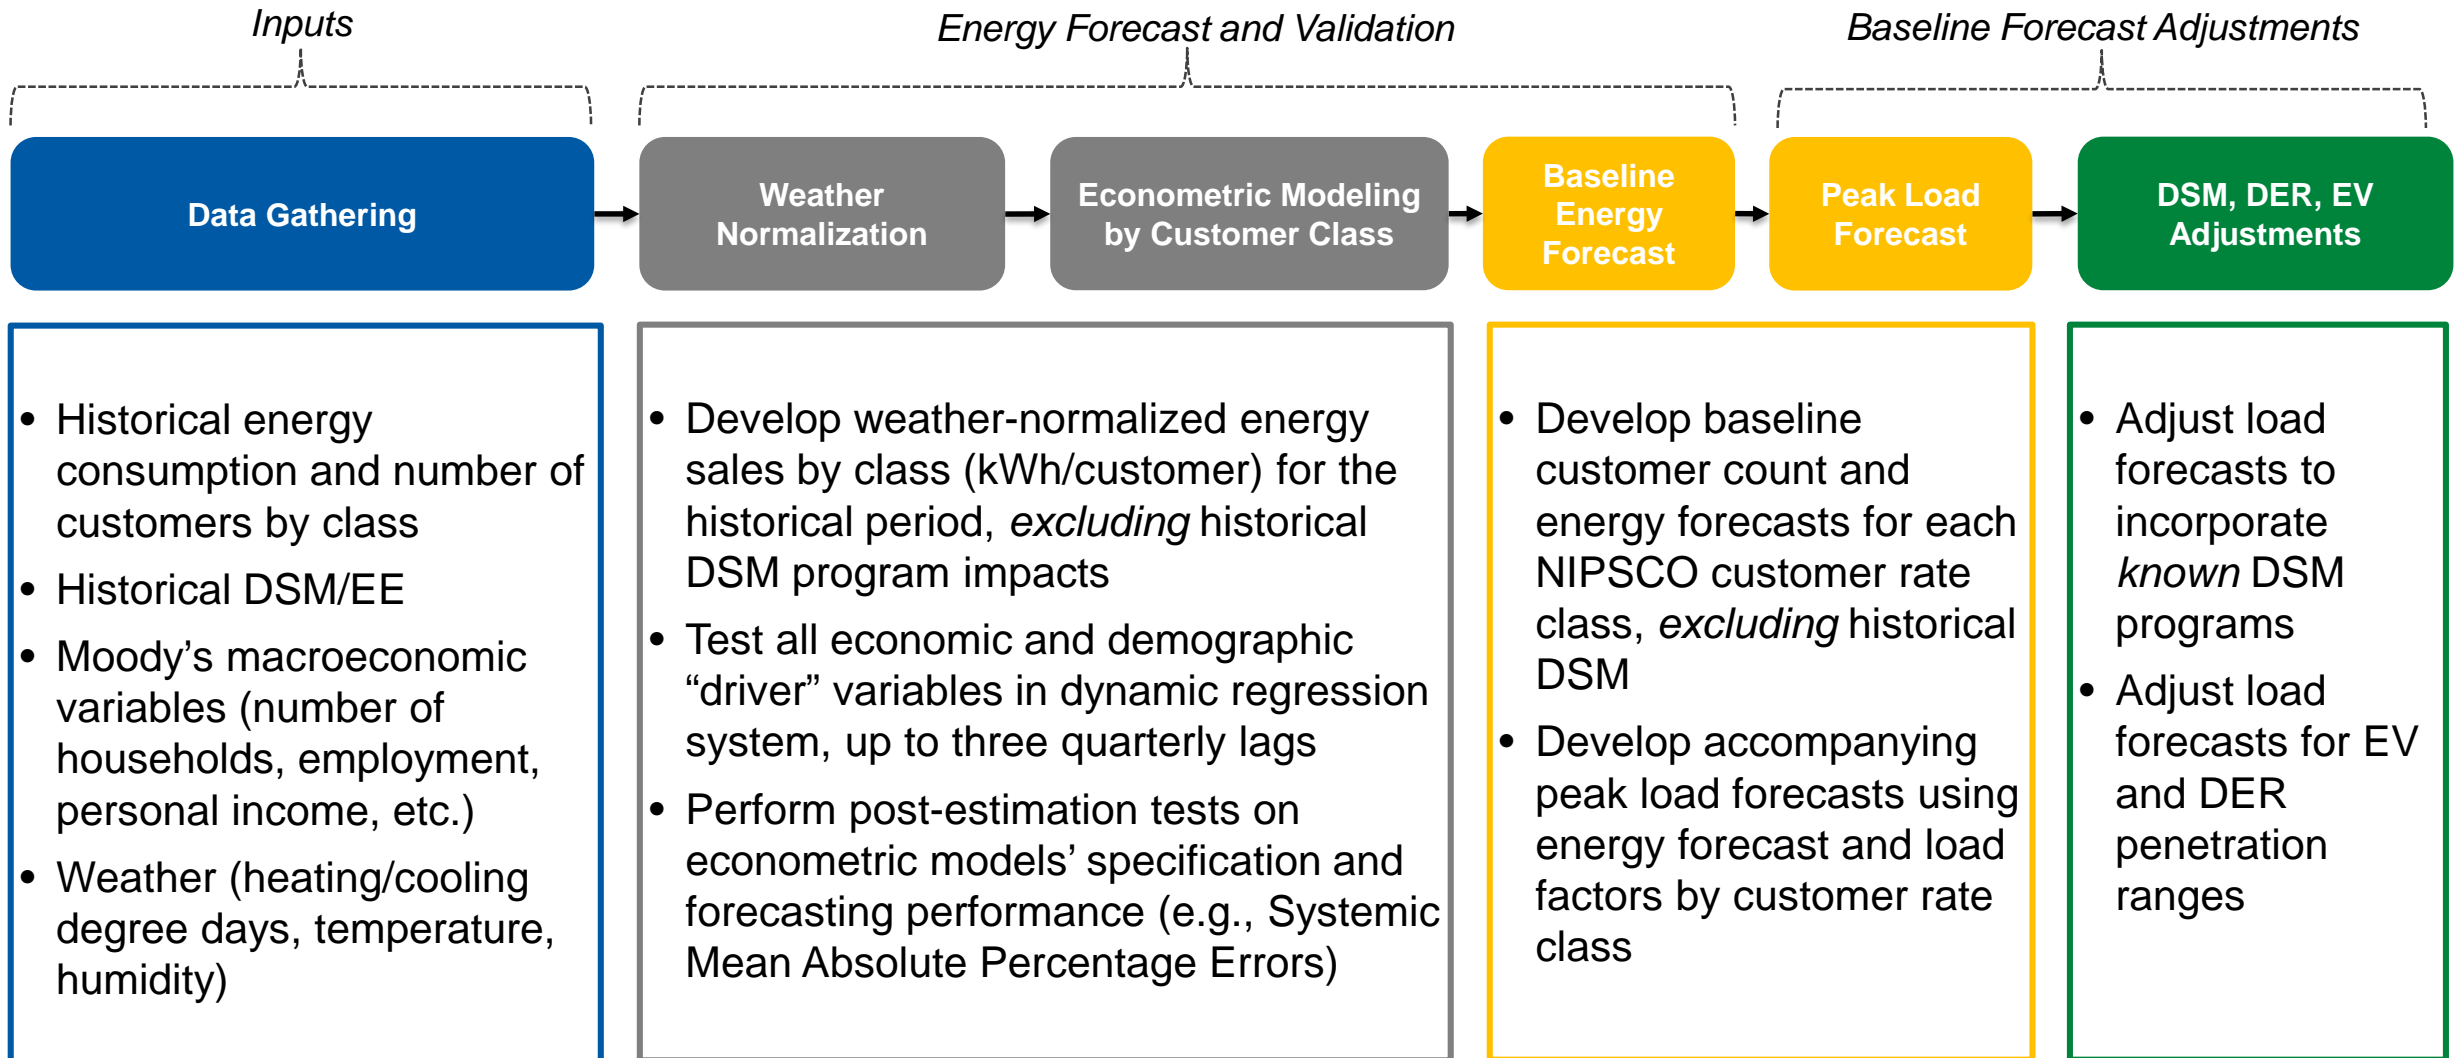 Inputs
Energy Forecast and Validation
Baseline Forecast Adjustments
Data Gathering
Weather
Normalization
Econometric Modeling
by Customer Class
Baseline
Energy
Forecast
Peak Load
Forecast
DSM, DER, EV
Adjustments
• Historical energy
consumption and number of
customers by class
• Historical DSM/EE
• Moody’s macroeconomic
variables (number of
households, employment,
personal income, etc.)
• Weather (heating/cooling
degree days, temperature,
humidity)
• Develop weather-normalized energy
sales by class (kWh/customer) for the
historical period, excluding historical
DSM program impacts
• Test all economic and demographic
“driver” variables in dynamic regression
system, up to three quarterly lags
• Perform post-estimation tests on
econometric models’ specification and
forecasting performance (e.g., Systemic
Mean Absolute Percentage Errors)
• Develop baseline
customer count and
energy forecasts for each
NIPSCO customer rate
class, excluding historical
DSM
• Develop accompanying
peak load forecasts using
energy forecast and load
factors by customer rate
class
• Adjust load
forecasts to
incorporate
known DSM
programs
• Adjust load
forecasts for EV
and DER
penetration
ranges